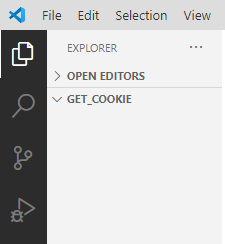 File Edit Selection View
EXPLORER
OPEN EDITORS
GET_COOKIE